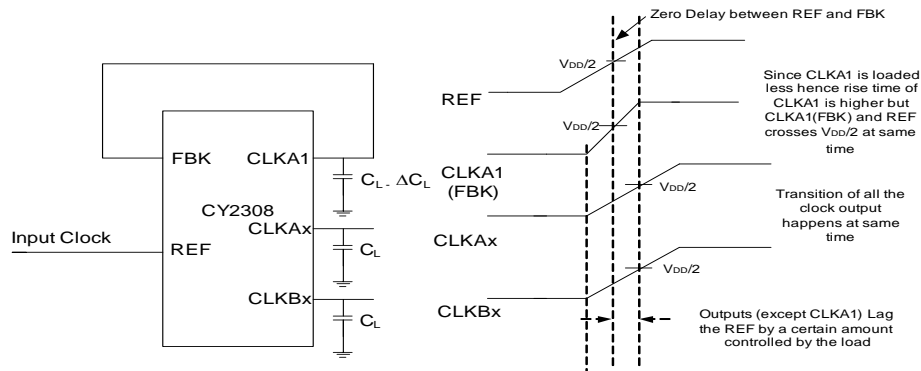 Zero Delay between REF and FBK
VDD/2
REF
Since CLKA1 is loaded
less hence rise time of
CLKA1 is higher but
CLKA1(FBK) and REF
crosses VDD/2 at same
time
VDD/2
FBK
CLKA1
CLKA1
(FBK)
CL - ΔCL
CY2308
VDD/2
Transition of all the
clock output
happens at same
time
CLKAx
CLKAx
Input Clock
REF
CL
VDD/2
CLKBx
CLKBx
CL
Outputs (except CLKA1) Lag
the REF by a certain amount
controlled by the load